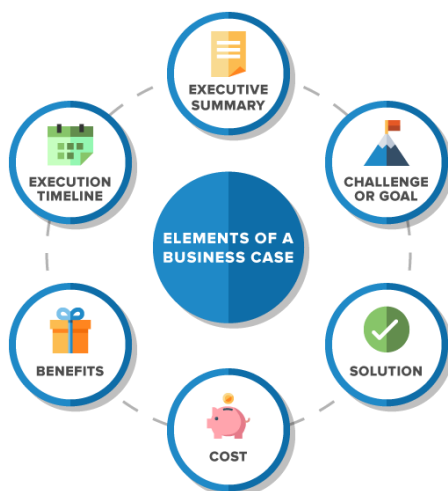 EXECUTIVE
SUMMARY
EXECUTION
TIMELINE
CHALLENGE
OR GOAL
ELEMENTS OF A
BUSINESS CASE
BENEFITS
SOLUTION
COST